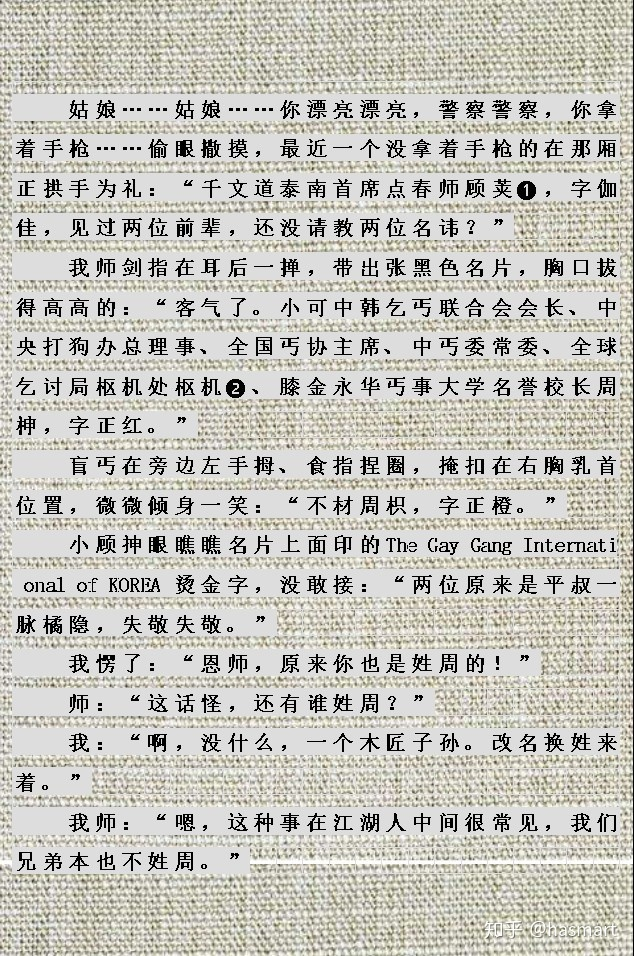 姑娘……姑娘……你漂亮漂亮，警察警察，你拿
着手枪……偷眼撒摸，最近一个没拿着手枪的在那厢
正拱手为礼：“千文道泰南首席点春师顾荚❶，字伽
佳，见过两位前辈，还没请教两位名讳？”
我师剑指在耳后一掸，带出张黑色名片，胸口拔
得高高的：“客气了。小可中韩乞丐联合会会长、中
央打狗办总理事、全国丐协主席、中丐委常委、全球
乞讨局枢机处枢机❷、膝金永华丐事大学名誉校长周
神，字正红。”
盲丐在旁边左手拇、食指捏圈，掩扣在右胸乳首
位置，微微倾身一笑：“不材周枳，字正橙。”
小顾抻眼瞧瞧名片上面印的The Gay Gang Internati
onal of KOREA 烫金字，没敢接：“两位原来是平叔一
脉橘隐，失敬失敬。”
我愣了：“恩师，原来你也是姓周的！”
师：“这话怪，还有谁姓周？”
我：“啊，没什么，一个木匠子孙。改名换姓来
着。”
我师：“嗯，这种事在江湖人中间很常见，我们
兄弟本也不姓周。”
知乎 @hasmart